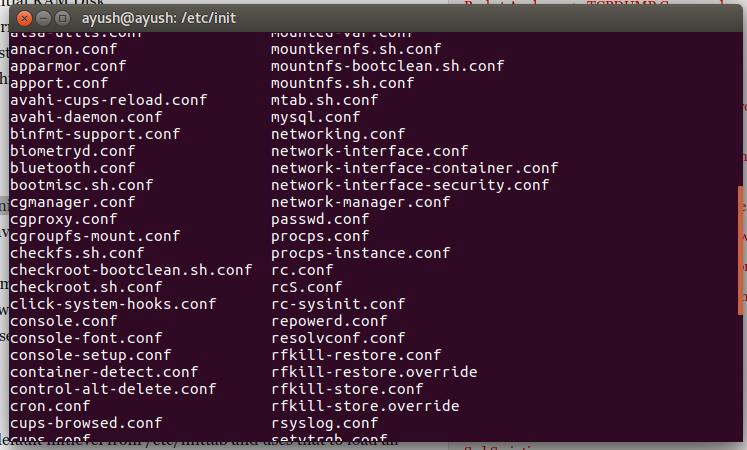 ayush@ayush: /etc/init
alsa-utils.conf mounted-var.conf
anacron.conf mountkernfs.sh.conf
apparmor.conf mountnfs-bootclean.sh.conf
apport.conf mountnfs.sh.conf
avahi-cups-reload.conf mtab.sh.conf
avahi-daemon.conf mysql.conf
binfmt-support.conf networking.conf
biometryd.conf network-interface.conf
bluetooth.conf network-interface-container.conf
bootmisc.sh.conf network-interface-security.conf
cgmanager.conf network-manager.conf
cgproxy.conf passwd.conf
cgroupfs-mount.conf procps.conf
checkfs.sh.conf procps-instance.conf
checkroot-bootclean.sh.conf rc.conf
checkroot.sh.conf rcS.conf
click-system-hooks.conf rc-sysinit.conf
console.conf repowerd.conf
console-font.conf resolvconf.conf
console-setup.conf rfkill-restore.conf
container-detect.conf rfkill-restore.override
control-alt-delete.conf rfkill-store.conf
cron.conf rfkill-store.override
cups-browsed.conf rsyslog.conf
cups.conf setvtrgb.conf